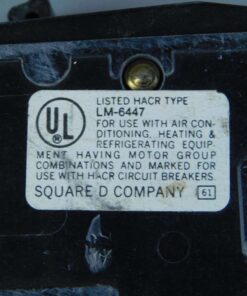 LISTED HACR TYPE
LM-6447
UL
®
FOR USE WITH AIR CON-
DITIONING, HEATING &
REFRIGERATING EQUIP-
MENT HAVING MOTOR GROUP
COMBINATIONS AND MARKED FOR
USE WITH HACR CIRCUIT BREAKERS.
SQUARE D COMPANY 61